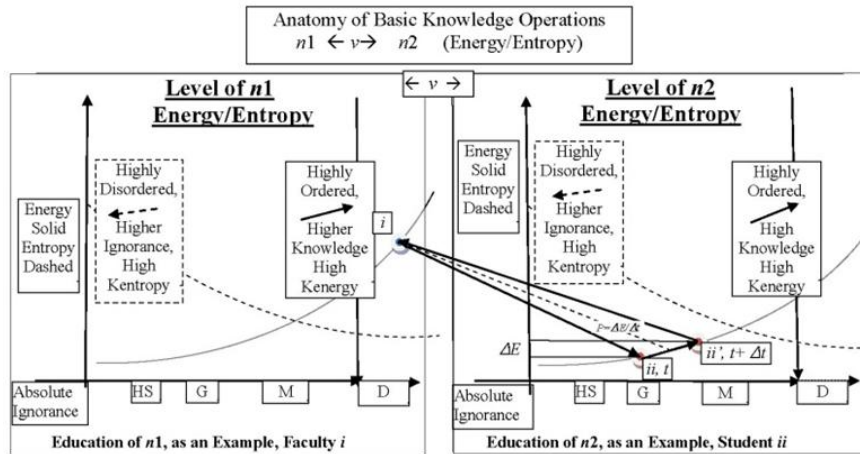 Anatomy of Basic Knowledge Operations
n1 ← v→ n2 (Energy/Entropy)
← v →
Level of n1
Energy/Entropy
Energy
Solid
Entropy
Dashed
Highly
Disordered,
Higher
Ignorance,
High
Kentropy
Highly
Ordered,
Higher
Knowledge
High
Kenergy
i
Absolute
Ignorance
HS
G
M
D
Education of n1, as an Example, Faculty i
Level of n2
Energy/Entropy
Energy
Solid
Entropy
Dashed
Highly
Disordered,
Higher
Ignorance,
High
Kentropy
Highly
Ordered,
High
Knowledge
High
Kenergy
ΔE
ii, t
ii', t+ Δt
Absolute
Ignorance
HS
G
M
D
Education of n2, as an Example, Student ii